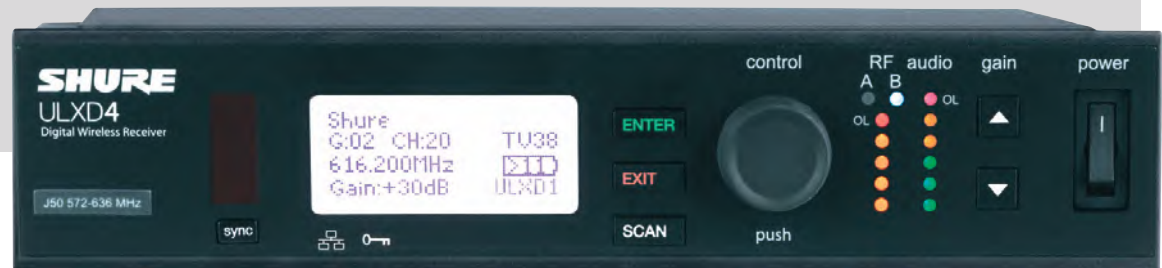 SHURE
ULXD4
Digital Wireless Receiver
J50 572-636 MHz
sync
Shure
G:02 CH:20 TV38
616.200MHz
Gain:+30dB ULXD1
ENTER
EXIT
SCAN
control
push
RF audio
A B
OL
OL
gain
power